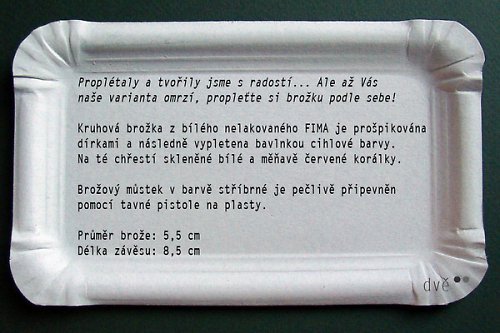 Proplétaly a tvořily jsme s radostí... Ale až Vás
naše varianta omrzí, propleťte si brožku podle sebe!
Kruhová brožka z bílého nelakovaného FIMA je prošpikována
dírkami a následně vypletena bavlnkou cihlové barvy.
Na té chřestí skleněné bílé a měňavě červené korálky.
Brožový můstek v barvě stříbrné je pečlivě připevněn
pomocí tavné pistole na plasty.
Průměr brože: 5,5 cm
Délka závěsu: 8,5 cm
dvě